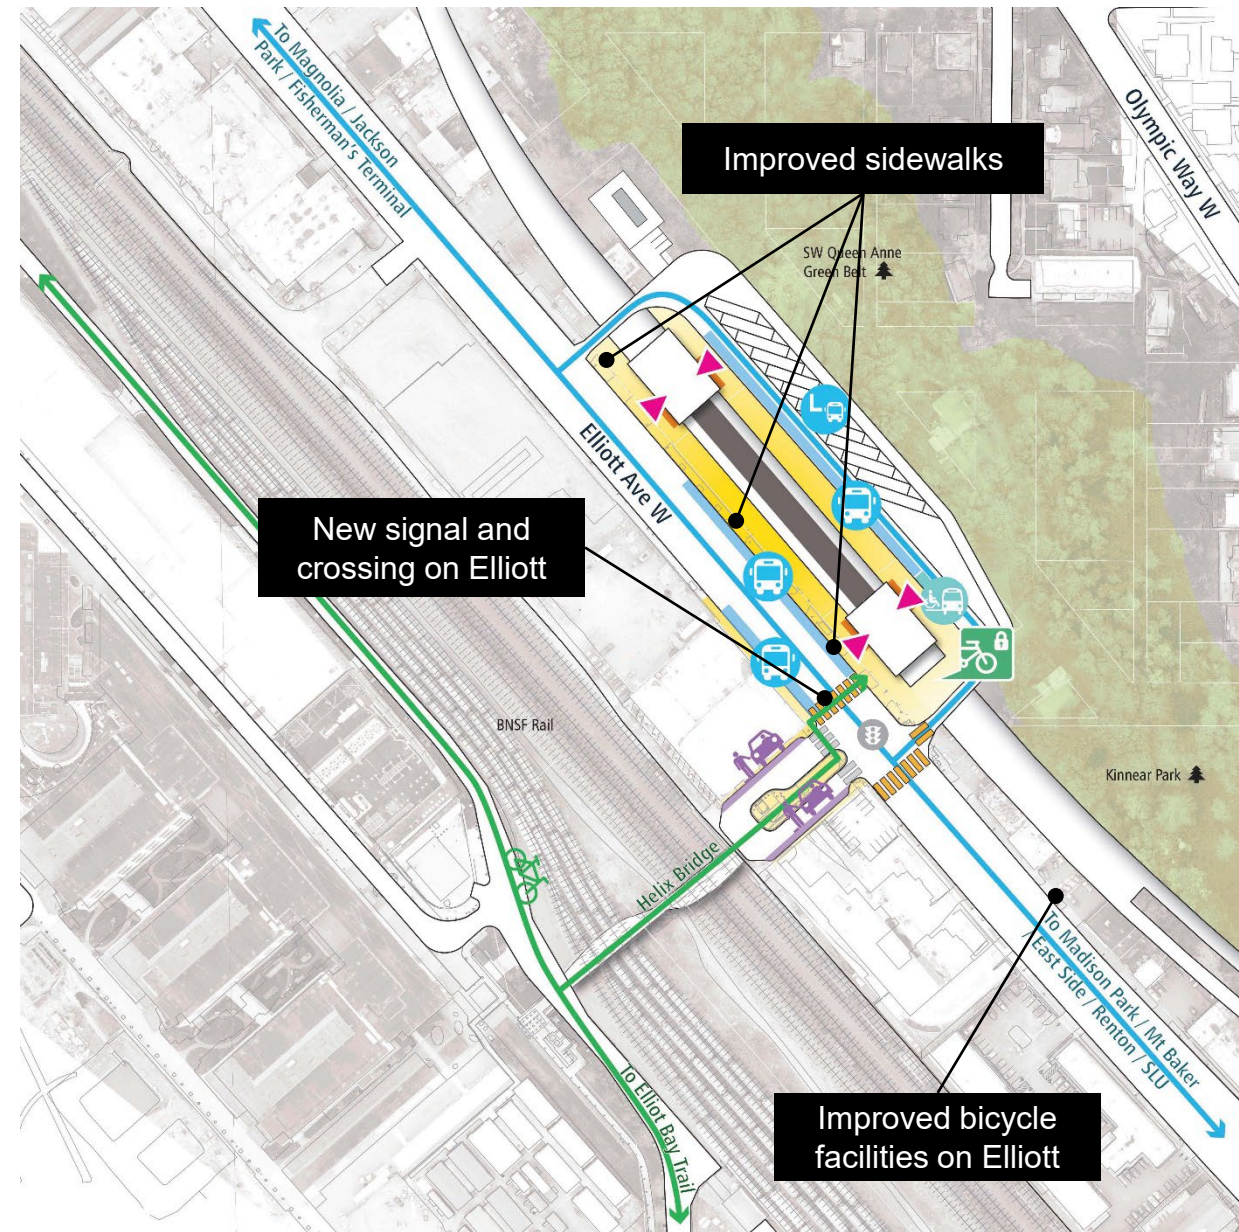 To Magnolia / Jackson
Park / Fisherman's Terminal
Olympic Way W
Improved sidewalks
SW Queen Anne
Green Belt
L
Elliott Ave W
New signal and
crossing on Elliott
BNSF Rail
Kinnear Park
Helix Bridge
To Madison Park / Mt Baker
/ East Side / Renton / SLU
To Elliot Bay Trail
Improved bicycle
facilities on Elliott